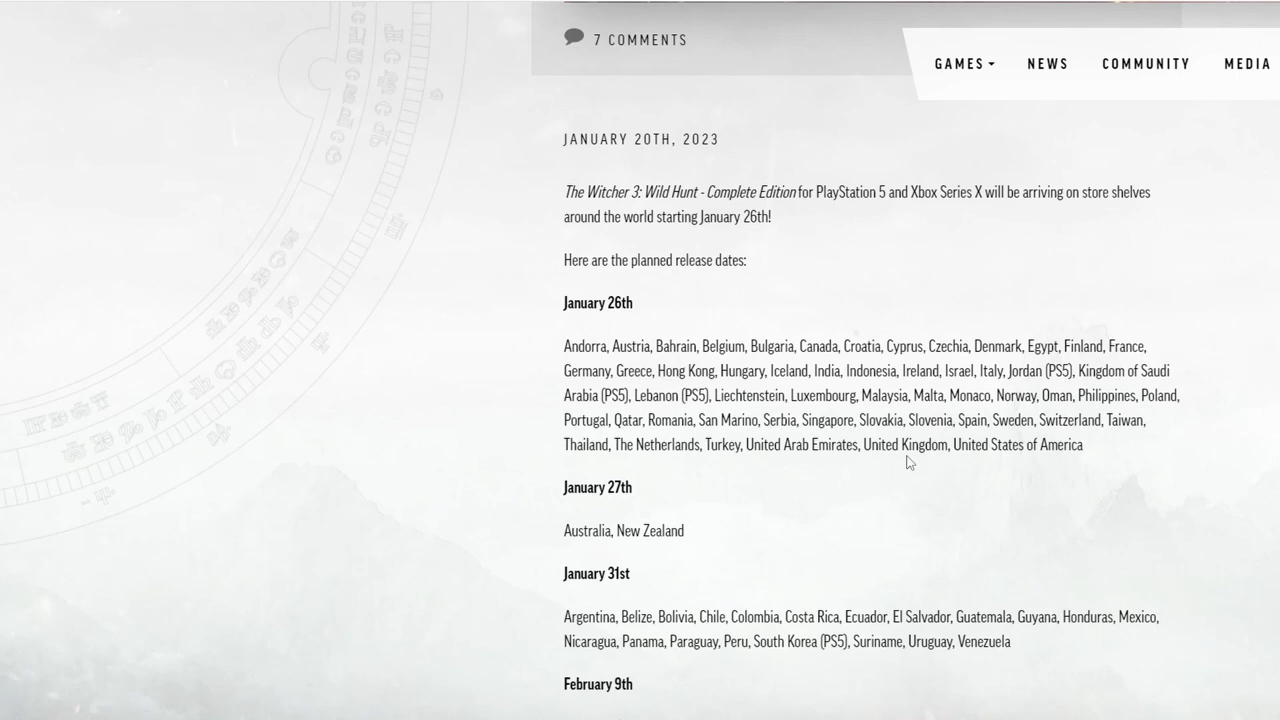 7 COMMENTS
GAMES NEWS COMMUNITY MEDIA
JANUARY 20TH, 2023
The Witcher 3: Wild Hunt - Complete Edition for PlayStation 5 and Xbox Series X will be arriving on store shelves
around the world starting January 26th!
Here are the planned release dates:
January 26th
Andorra, Austria, Bahrain, Belgium, Bulgaria, Canada, Croatia, Cyprus, Czechia, Denmark, Egypt, Finland, France,
Germany, Greece, Hong Kong, Hungary, Iceland, India, Indonesia, Ireland, Israel, Italy, Jordan (PS5), Kingdom of Saudi
Arabia (PS5), Lebanon (PS5), Liechtenstein, Luxembourg, Malaysia, Malta, Monaco, Norway, Oman, Philippines, Poland,
Portugal, Qatar, Romania, San Marino, Serbia, Singapore, Slovakia, Slovenia, Spain, Sweden, Switzerland, Taiwan,
Thailand, The Netherlands, Turkey, United Arab Emirates, United Kingdom, United States of America
January 27th
Australia, New Zealand
January 31st
Argentina, Belize, Bolivia, Chile, Colombia, Costa Rica, Ecuador, El Salvador, Guatemala, Guyana, Honduras, Mexico,
Nicaragua, Panama, Paraguay, Peru, South Korea (PS5), Suriname, Uruguay, Venezuela
February 9th